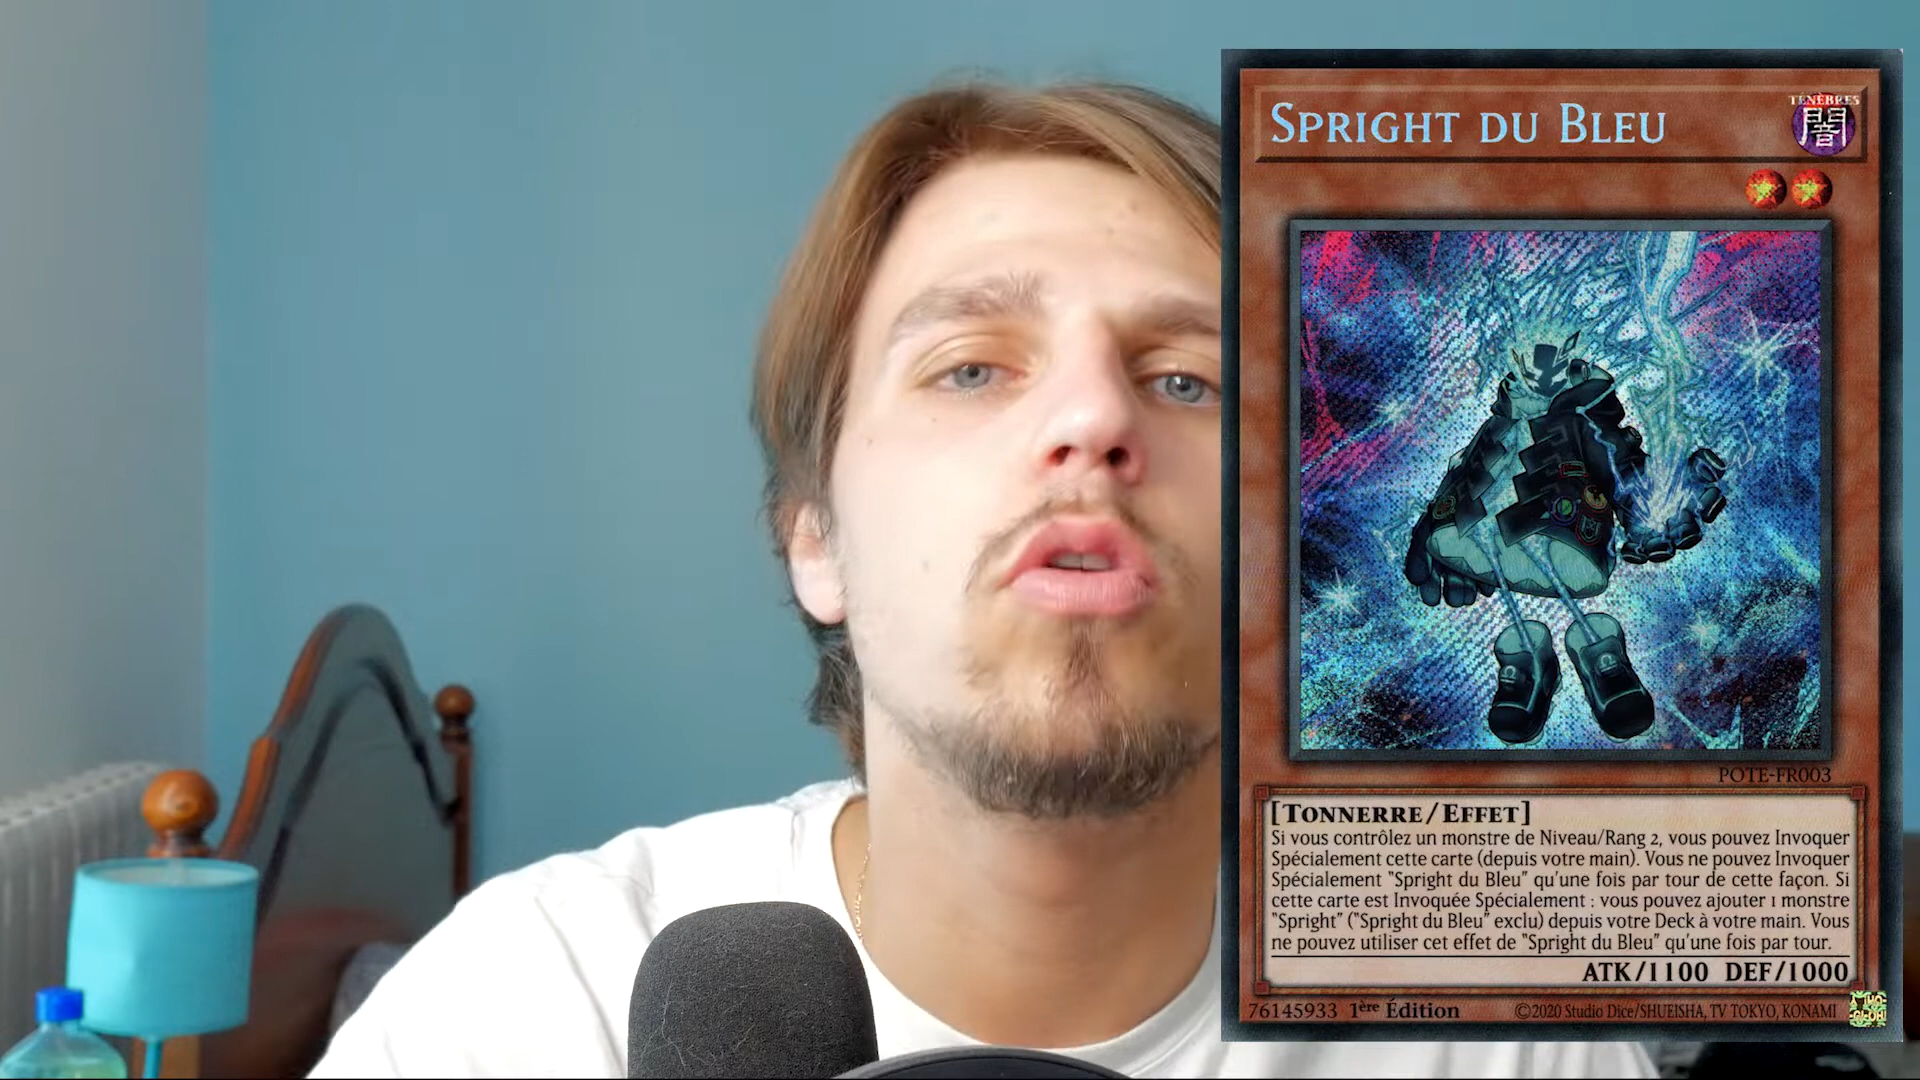 SPRIGHT DU BLEU
TÉNÈBRES
闇
POTE-FR003
[TONNERRE/EFFET]
Si vous contrôlez un monstre de Niveau/Rang 2, vous pouvez Invoquer
Spécialement cette carte (depuis votre main). Vous ne pouvez Invoquer
Spécialement "Spright du Bleu" qu'une fois par tour de cette façon. Si
cette carte est Invoquée Spécialement : vous pouvez ajouter 1 monstre
"Spright" ("Spright du Bleu" exclu) depuis votre Deck à votre main. Vous
ne pouvez utiliser cet effet de "Spright du Bleu" qu'une fois par tour.
ATK/1100 DEF/1000
76145933 1ère Édition ©2020 Studio Dice/SHUEISHA, TV TOKYO, KONAMI